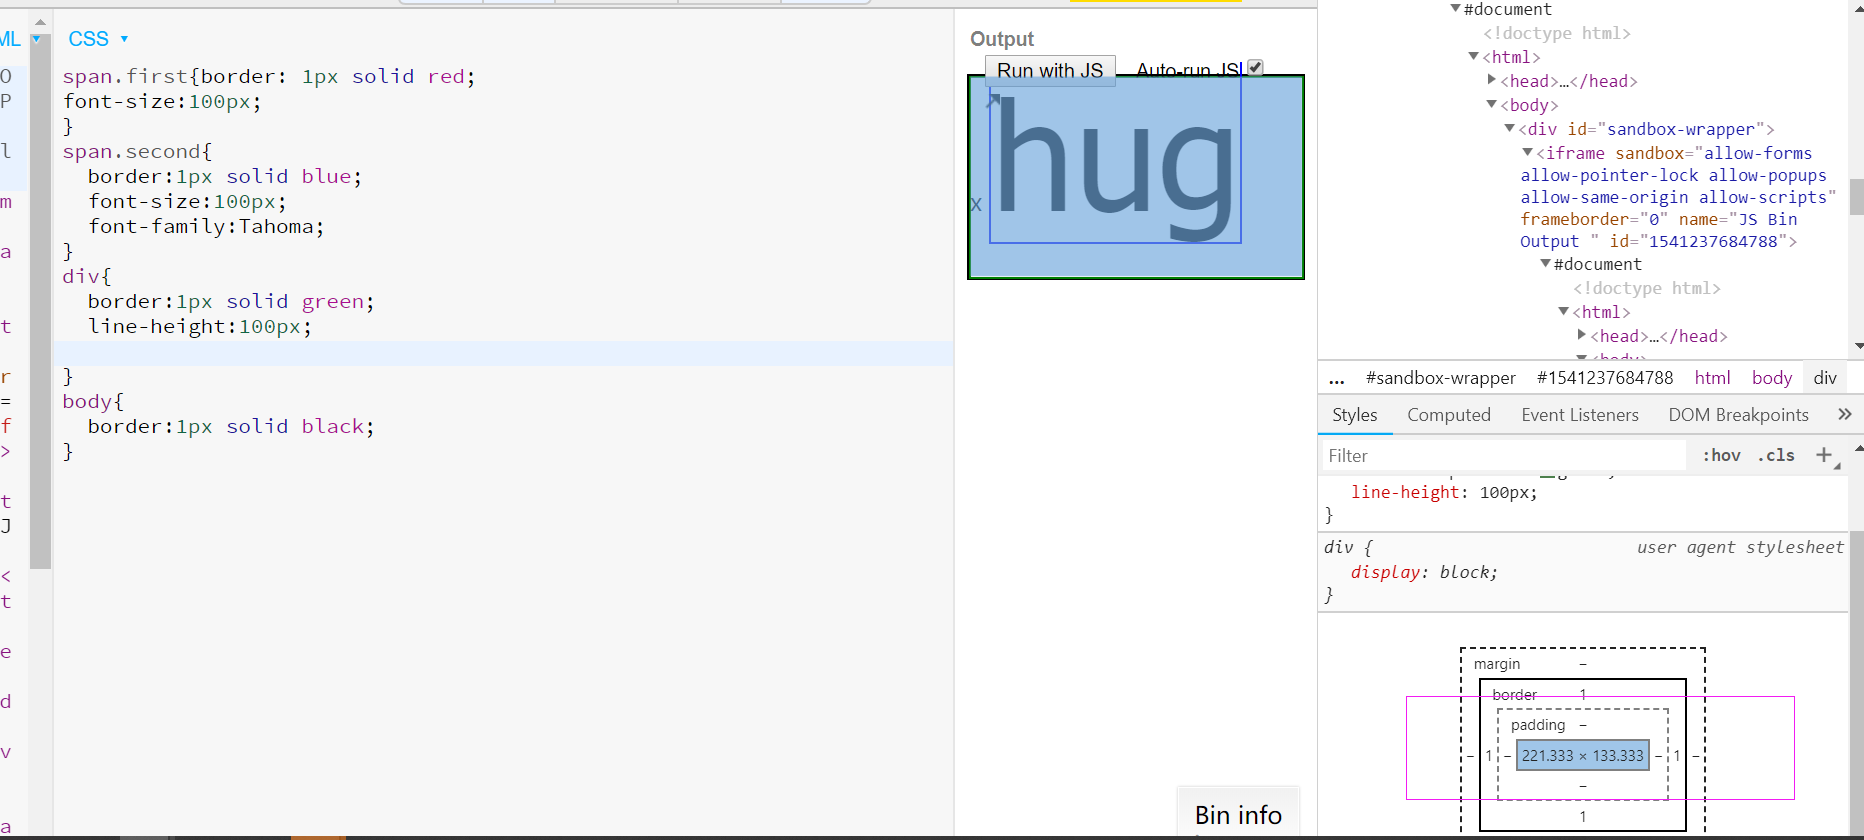 ML
CSS
O
P
l
m
a
t
r
=
f
>
t
J
<
t
e
d
v
a
span.first{border: 1px solid red;
font-size:100px;
}
span.second{
border:1px solid blue;
font-size:100px;
font-family:Tahoma;
}
div{
border:1px solid green;
line-height:100px;
}
body{
border:1px solid black;
}
Output
Run with JS Auto-run JS
hug
x
Bin info
#document
<!doctype html>
<html>
<head>…</head>
<body>
<div id="sandbox-wrapper">
<iframe sandbox="allow-forms
allow-pointer-lock allow-popups
allow-same-origin allow-scripts"
frameborder="0" name="JS Bin
Output " id="1541237684788">
#document
<!doctype html>
<html>
<head>…</head>
... #sandbox-wrapper #1541237684788 html body div
Styles Computed Event Listeners DOM Breakpoints »
Filter :hov .cls +
line-height: 100px;
}
div { user agent stylesheet
display: block;
}
margin –
border 1
padding –
– 1 – 221.333 × 133.333 – 1 –
–
1